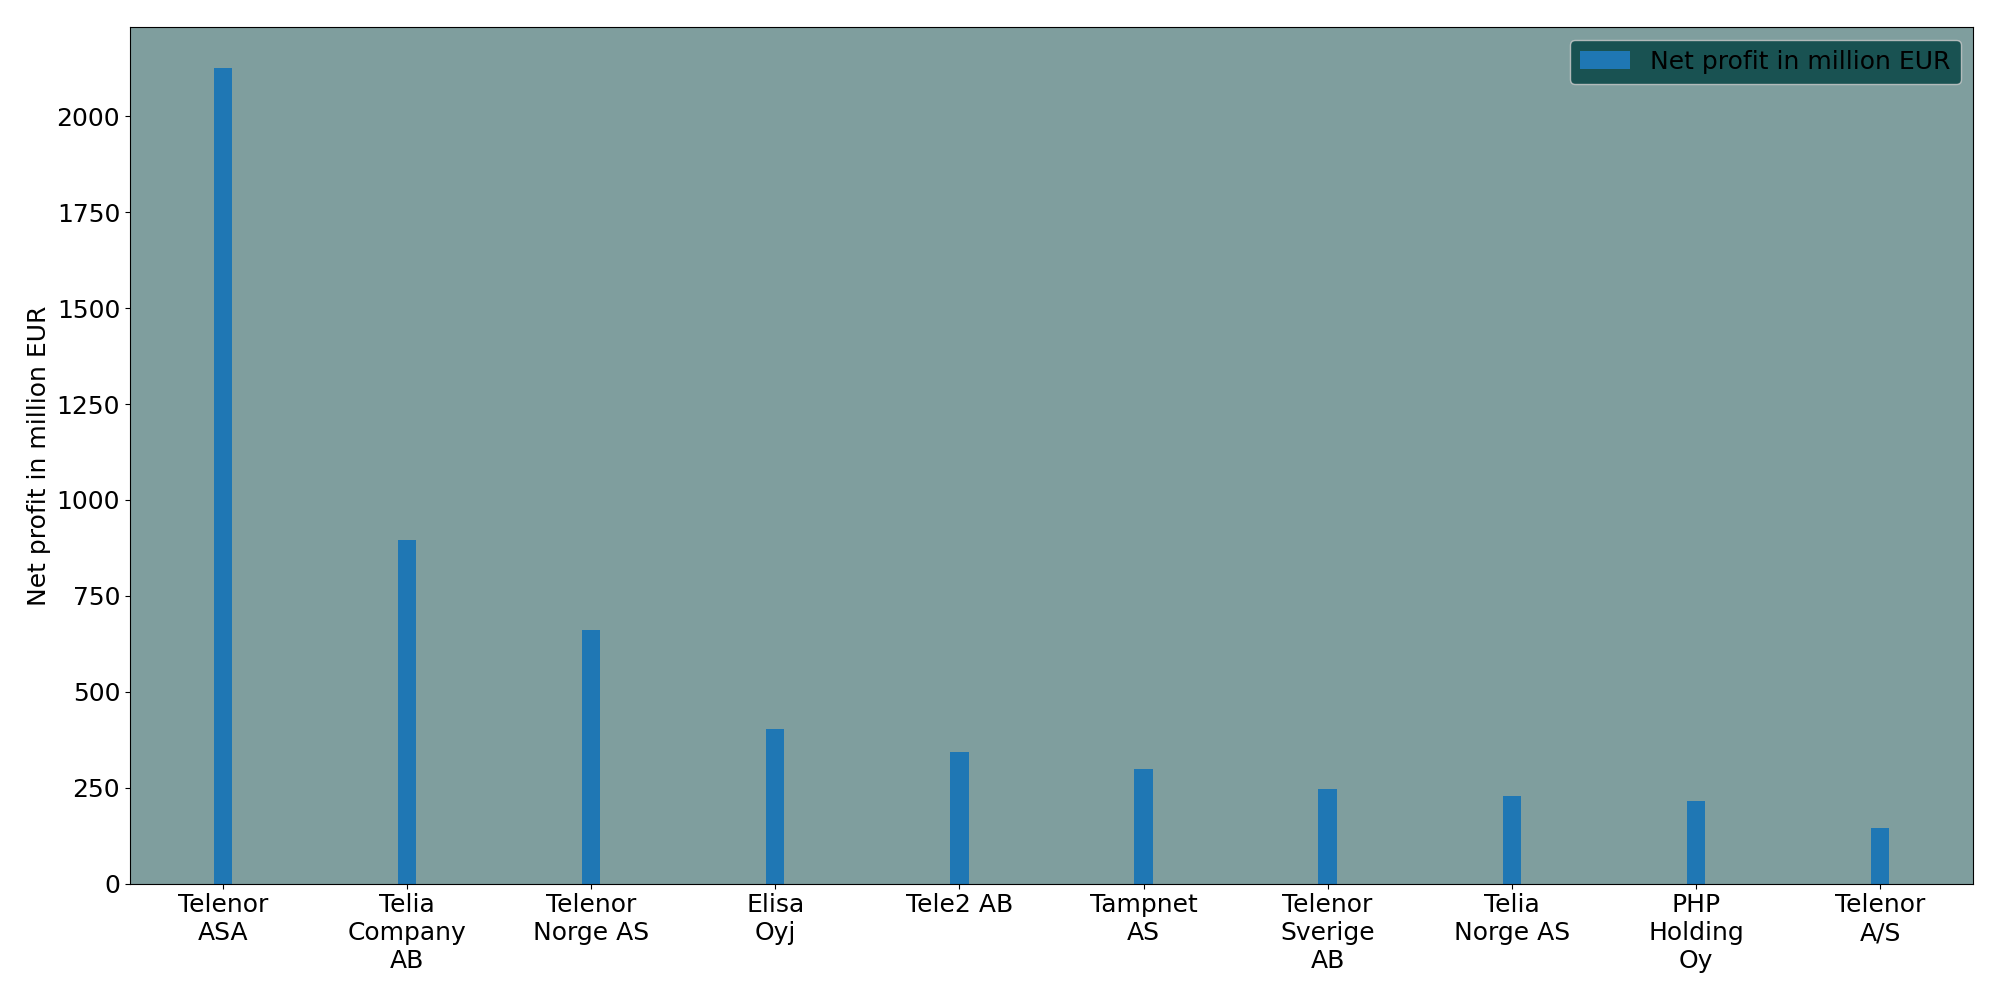 Net profit in million EUR
Net profit in million EUR
2000
1750
1500
1250
1000
750
500
250
0
Telenor
ASA
Telia
Company
AB
Telenor
Norge AS
Elisa
Oyj
Tele2 AB
Tampnet
AS
Telenor
Sverige
AB
Telia
Norge AS
PHP
Holding
Oy
Telenor
A/S